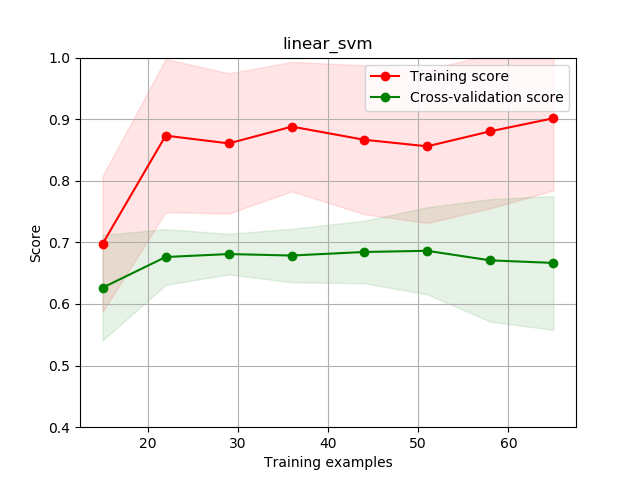 linear_svm
1.0
0.9
0.8
0.7
0.6
0.5
0.4
Score
Training score
Cross-validation score
20 30 40 50 60
Training examples